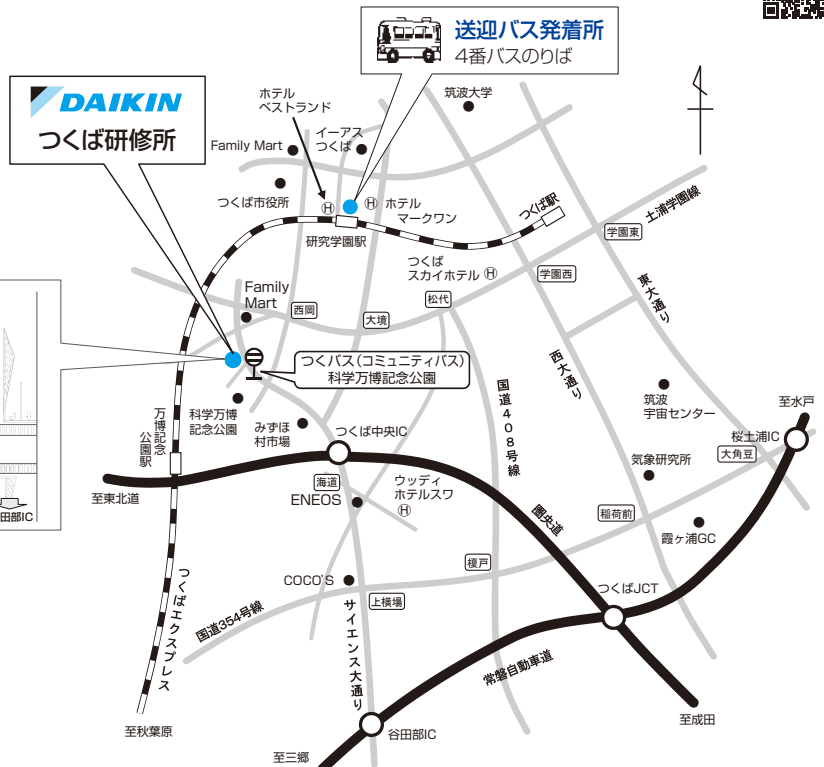 送迎バス発着所
4番バスのりば
DAIKIN
つくば研修所
ホテル
ベストランド
筑波大学
Family Mart
イーアス
つくば
つくば市役所
H
H
ホテル
マークワン
つくば駅
土浦学園線
研究学園駅
学園東
つくば
スカイホテル
H
学園西
東大通り
Family
Mart
西岡
大境
松代
西大通り
つくバス(コミュニティバス)
科学万博記念公園
国道408号線
筑波
宇宙センター
至水戸
科学万博
記念公園
みずほ
村市場
つくば中央IC
万博記念
公園駅
桜土浦IC
大角豆
気象研究所
至東北道
海道
ENEOS
ウッディ
ホテルスワ
H
圏央道
稲荷前
霞ヶ浦GC
田部IC
榎戸
COCO'S
つくばJCT
つくばエクスプレス
国道354号線
上横場
サイエンス大通り
常磐自動車道
至秋葉原
谷田部IC
至成田
至三郷